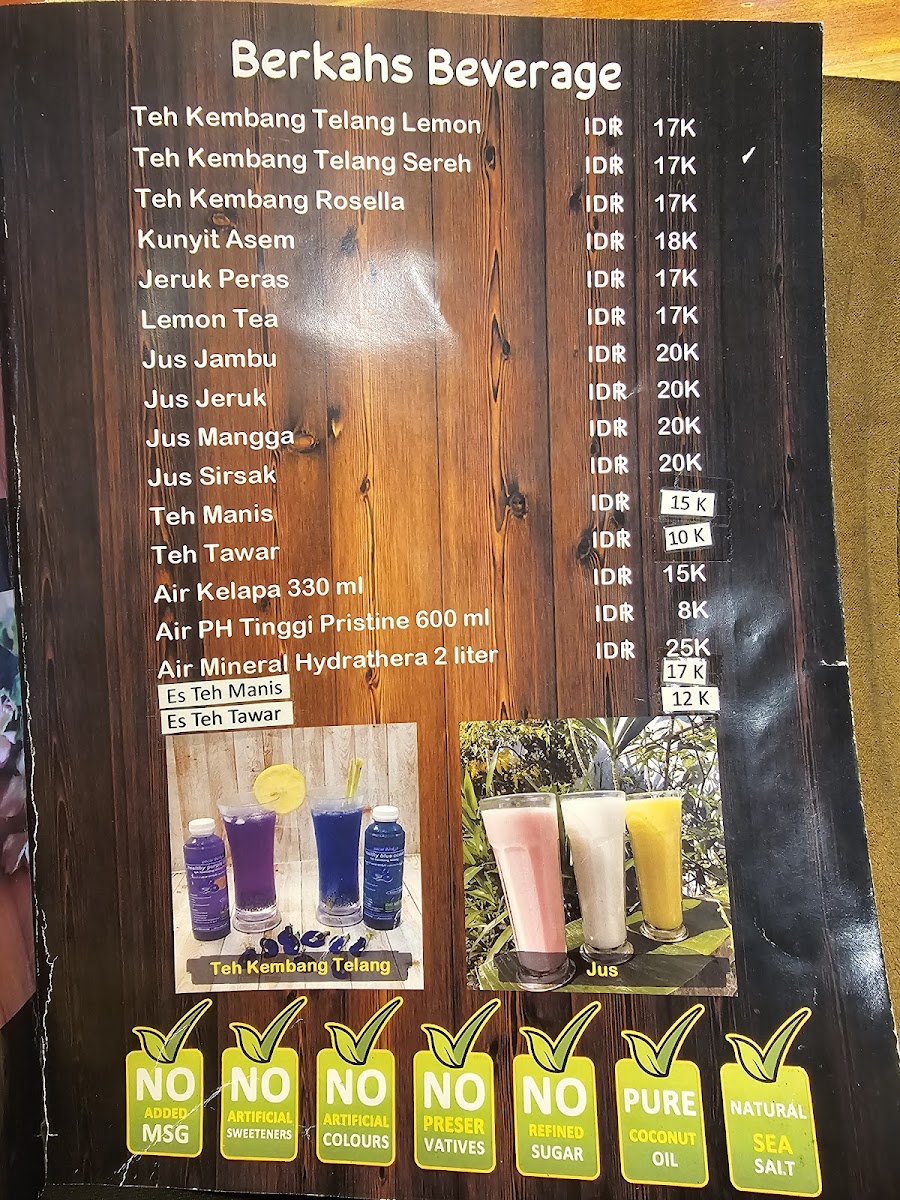 Berkahs Beverage
Teh Kembang Telang Lemon IDR 17K
Teh Kembang Telang Sereh IDR 17K
Teh Kembang Rosella IDR 17K
Kunyit Asem IDR 18K
Jeruk Peras IDR 17K
Lemon Tea IDR 17K
Jus Jambu IDR 20K
Jus Jeruk IDR 20K
Jus Mangga IDR 20K
Jus Sirsak IDR 20K
Teh Manis IDR 15 K
Teh Tawar IDR 10 K
Air Kelapa 330 ml IDR 15K
Air PH Tinggi Pristine 600 ml IDR 8K
Air Mineral Hydrathera 2 liter IDR 25K
Es Teh Manis 17 K
Es Teh Tawar 12 K
Teh Kembang Telang
Jus
NO ADDED MSG
NO ARTIFICIAL SWEETENERS
NO ARTIFICIAL COLOURS
NO PRESER VATIVES
NO REFINED SUGAR
PURE COCONUT OIL
NATURAL SEA SALT